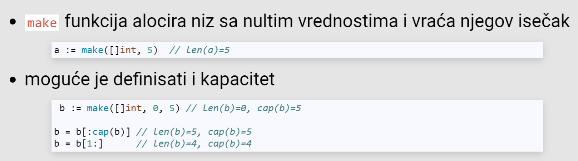 • make funkcija alocira niz sa nultim vrednostima i vraća njegov isečak
a := make([]int, 5)  // len(a)=5
• moguće je definisati i kapacitet
b := make([]int, 0, 5) // len(b)=0, cap(b)=5
b = b[:cap(b)] // len(b)=5, cap(b)=5
b = b[1:]      // len(b)=4, cap(b)=4